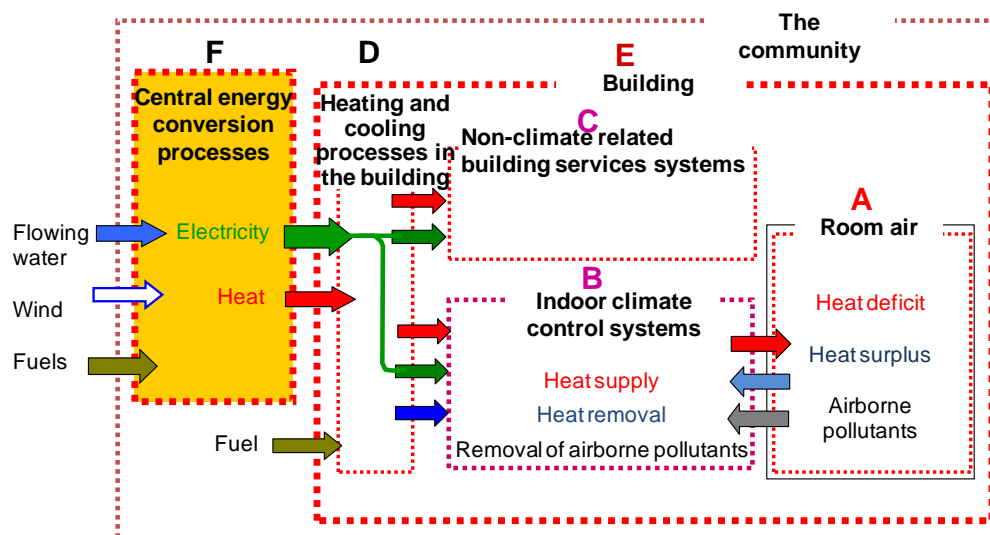 The
community
F
D
E
Building
Central energy
conversion
processes
Heating and
cooling
processes in
the building
C
Non-climate related
building services systems
A
Room air
Flowing
water
Electricity
Wind
Heat
B
Indoor climate
control systems
Heat deficit
Heat surplus
Fuels
Heat supply
Heat removal
Airborne
pollutants
Fuel
Removal of airborne pollutants